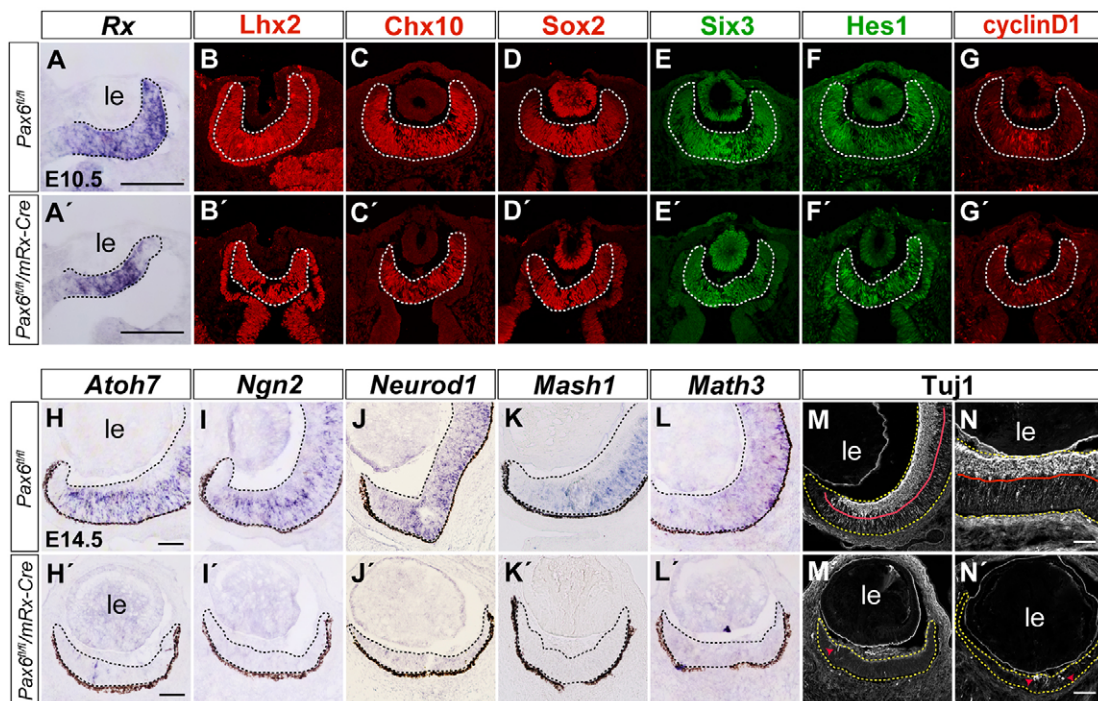 Rx Lhx2 Chx10 Sox2 Six3 Hes1 cyclinD1
Pax6fl/fl
A B C D E F G
le
E10.5
Pax6fl/fl/mRx-Cre
A´ B´ C´ D´ E´ F´ G´
le
Atoh7 Ngn2 Neurod1 Mash1 Math3 Tuj1
Pax6fl/fl
H I J K L M N
le le le
E14.5
Pax6fl/fl/mRx-Cre
H´ I´ J´ K´ L´ M´ N´
le le le